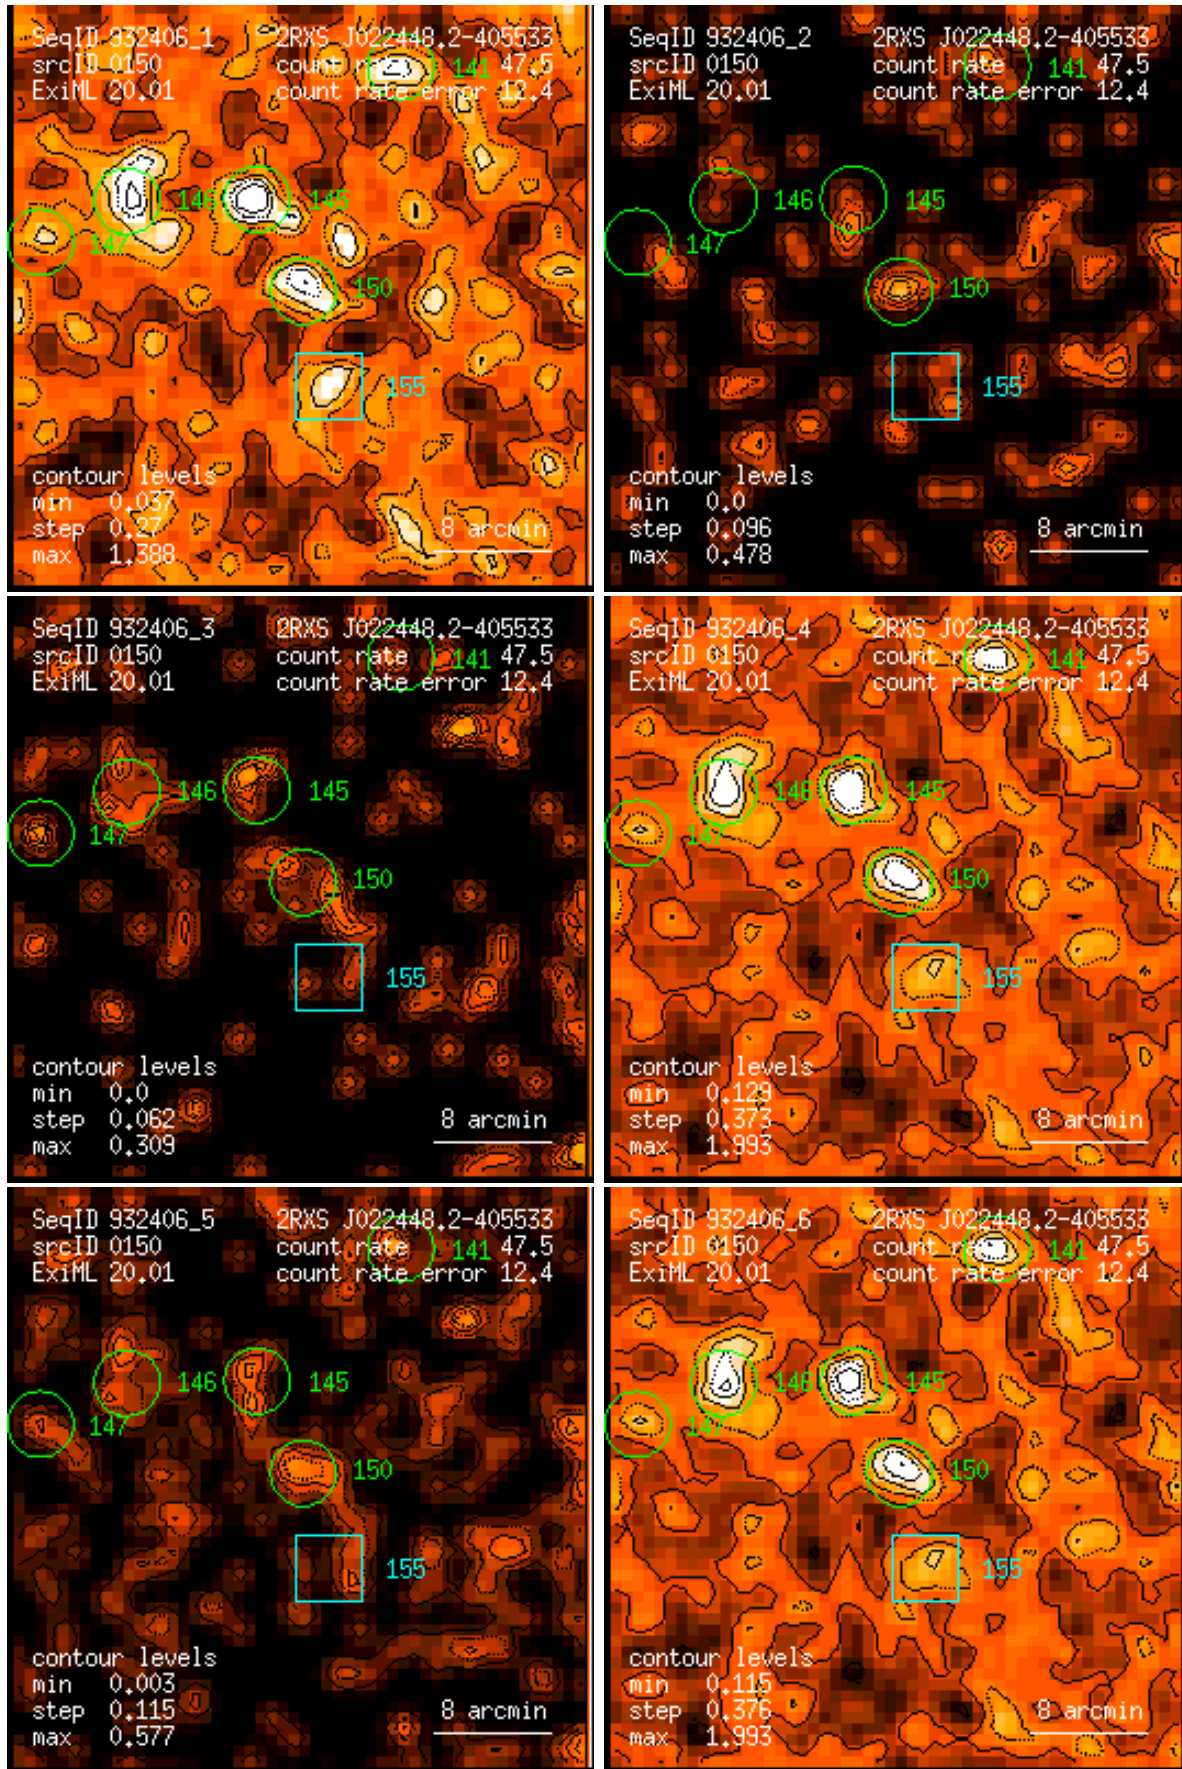 SeqID 932406_1 2RXS J022448.2-405533
srcID 0150 count rate 47.5
ExiML 20.01 count rate error 12.4
141
146 145
147
150
155
contour levels
min 0.037
step 0.27
max 1.388
8 arcmin
SeqID 932406_2 2RXS J022448.2-405533
srcID 0150 count rate 47.5
ExiML 20.01 count rate error 12.4
141
146 145
147
150
155
contour levels
min 0.0
step 0.096
max 0.478
8 arcmin
SeqID 932406_3 2RXS J022448.2-405533
srcID 0150 count rate 47.5
ExiML 20.01 count rate error 12.4
141
146 145
147
150
155
contour levels
min 0.0
step 0.062
max 0.309
8 arcmin
SeqID 932406_4 2RXS J022448.2-405533
srcID 0150 count rate 47.5
ExiML 20.01 count rate error 12.4
141
146 145
147
150
155
contour levels
min 0.129
step 0.373
max 1.993
8 arcmin
SeqID 932406_5 2RXS J022448.2-405533
srcID 0150 count rate 47.5
ExiML 20.01 count rate error 12.4
141
146 145
147
150
155
contour levels
min 0.003
step 0.115
max 0.577
8 arcmin
SeqID 932406_6 2RXS J022448.2-405533
srcID 0150 count rate 47.5
ExiML 20.01 count rate error 12.4
141
146 145
147
150
155
contour levels
min 0.115
step 0.376
max 1.993
8 arcmin